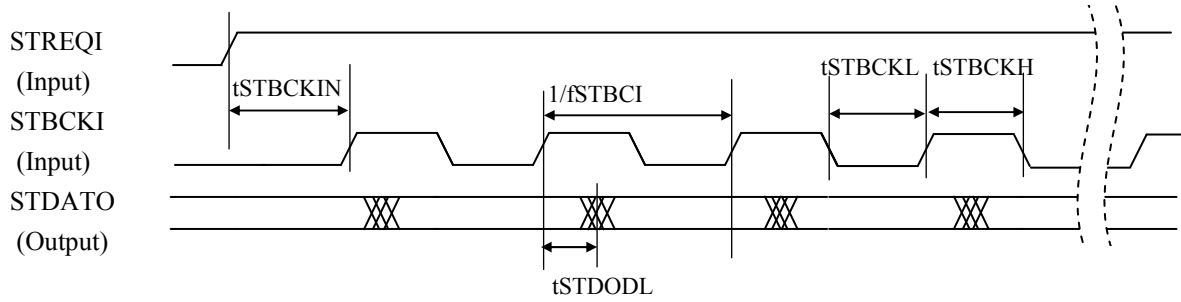 STREQI
(Input)
tSTBCKIN
1/fSTBCI
tSTBCKL
tSTBCKH
STBCKI
(Input)
STDATO
(Output)
tSTDODL